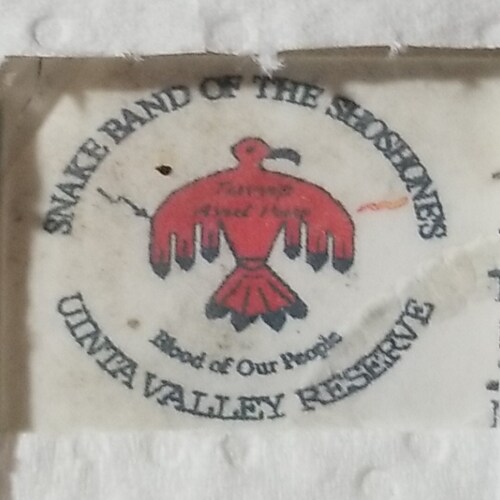 SNAKE BAND OF THE SHOSHONES
Blood of Our People
UINTA VALLEY RESERVE